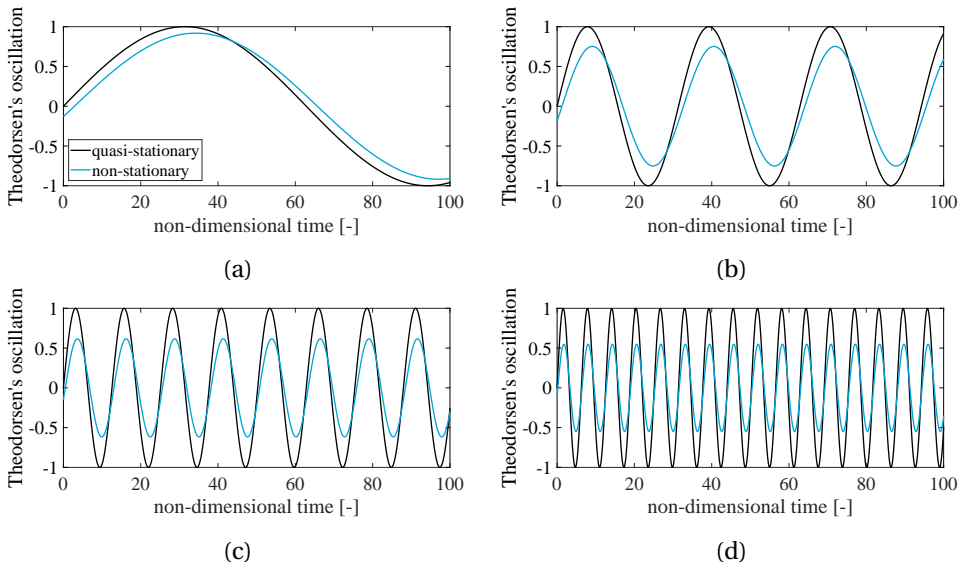 Theodorsen's oscillation
1
0.5
0
-0.5
-1
quasi-stationary
non-stationary
0 20 40 60 80 100
non-dimensional time [-]
(a)
Theodorsen's oscillation
1
0.5
0
-0.5
-1
0 20 40 60 80 100
non-dimensional time [-]
(b)
Theodorsen's oscillation
1
0.5
0
-0.5
-1
0 20 40 60 80 100
non-dimensional time [-]
(c)
Theodorsen's oscillation
1
0.5
0
-0.5
-1
0 20 40 60 80 100
non-dimensional time [-]
(d)